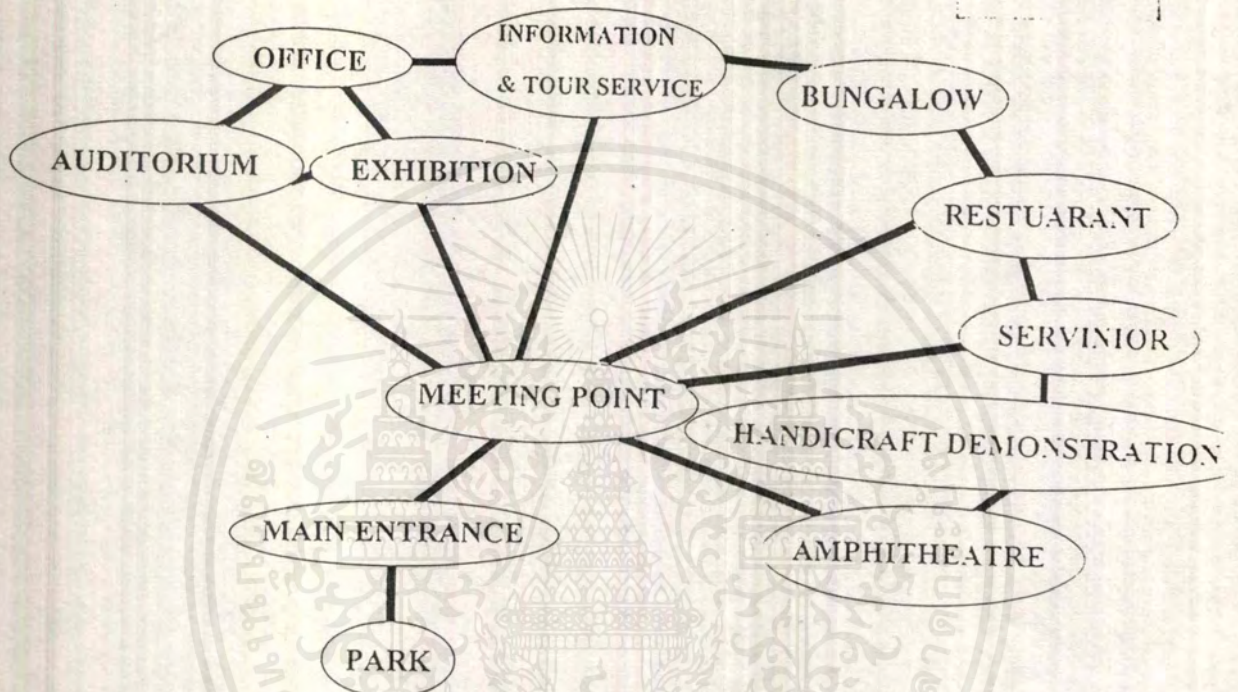 OFFICE
INFORMATION
& TOUR SERVICE
BUNGALOW
AUDITORIUM
EXHIBITION
RESTUARANT
SERVINIOR
MEETING POINT
HANDICRAFT DEMONSTRATION
MAIN ENTRANCE
AMPHITHEATRE
PARK